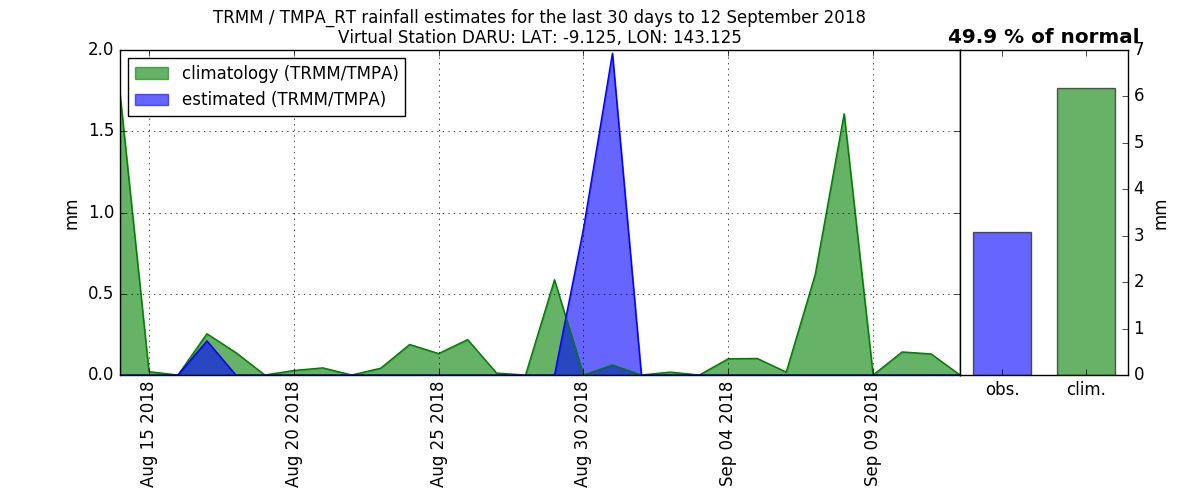 TRMM / TMPA_RT rainfall estimates for the last 30 days to 12 September 2018
Virtual Station DARU: LAT: -9.125, LON: 143.125
49.9 % of normal
climatology (TRMM/TMPA)
estimated (TRMM/TMPA)
2.0
1.5
1.0
0.5
0.0
mm
Aug 15 2018
Aug 20 2018
Aug 25 2018
Aug 30 2018
Sep 04 2018
Sep 09 2018
7
6
5
4
3
2
1
0
mm
obs.
clim.